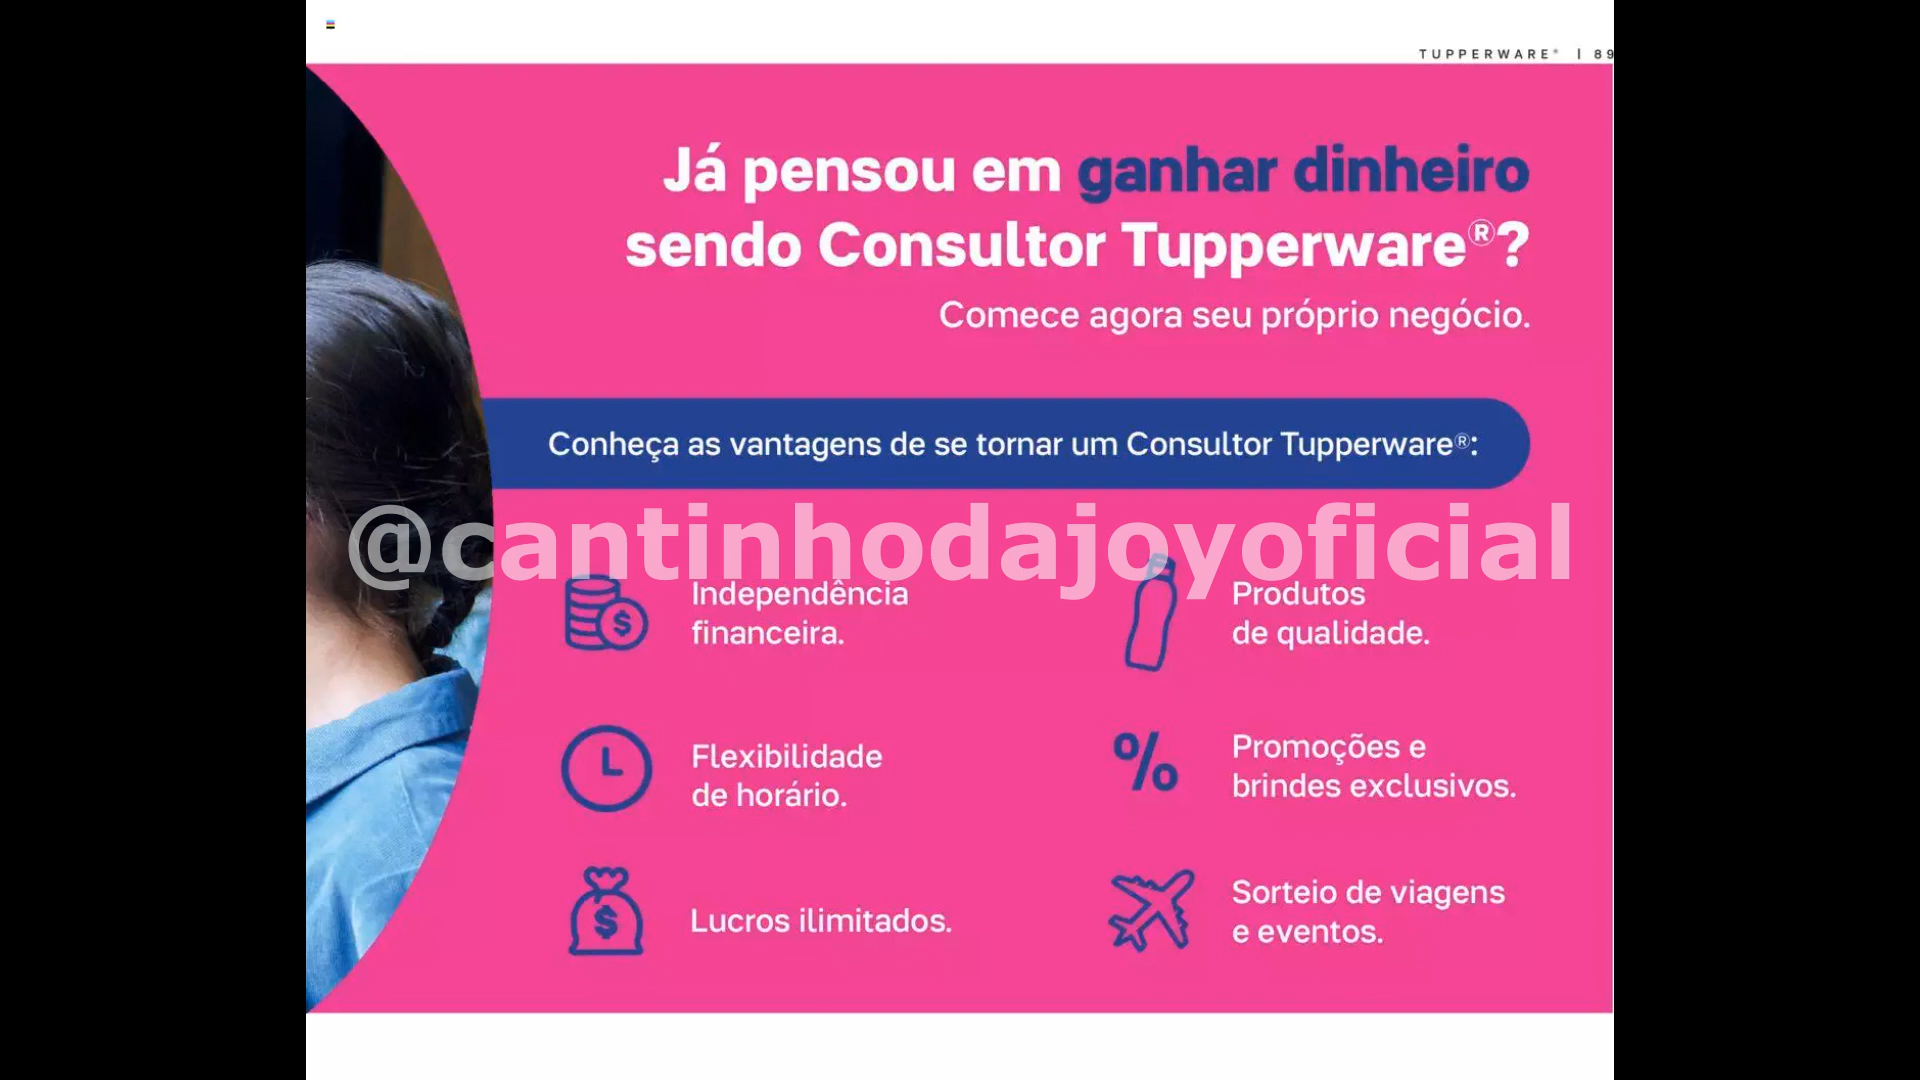 TUPPERWARE® | 89
Já pensou em ganhar dinheiro
sendo Consultor Tupperware®?
Comece agora seu próprio negócio.
Conheça as vantagens de se tornar um Consultor Tupperware®:
@cantinhodajoyoficial
Independência
financeira.
Produtos
de qualidade.
Flexibilidade
de horário.
%
Promoções e
brindes exclusivos.
$
Lucros ilimitados.
Sorteio de viagens
e eventos.